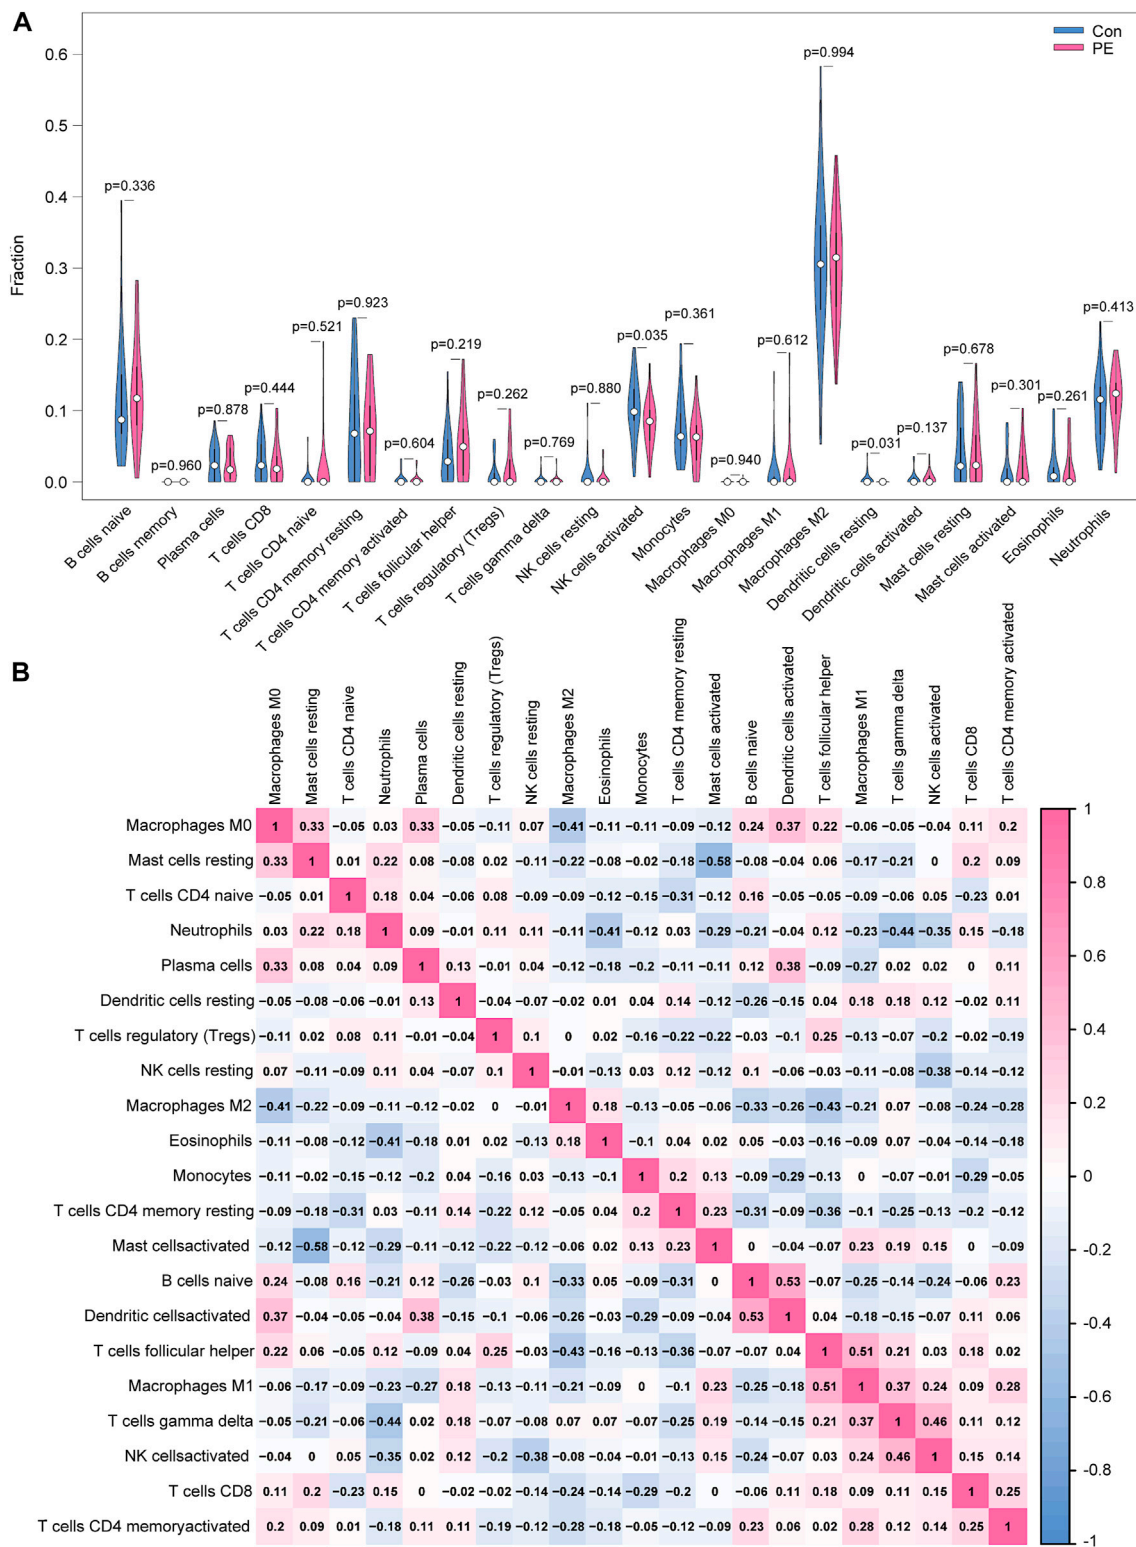 A
Con
PE
Fraction
0.6
0.5
0.4
0.3
0.2
0.1
0.0
p=0.336
p=0.960
p=0.878
p=0.444
p=0.521
p=0.923
p=0.604
p=0.219
p=0.262
p=0.769
p=0.880
p=0.035
p=0.361
p=0.940
p=0.612
p=0.994
p=0.031
p=0.137
p=0.678
p=0.301
p=0.261
p=0.413
B cells naive
B cells memory
Plasma cells
T cells CD8
T cells CD4 naive
T cells CD4 memory resting
T cells CD4 memory activated
T cells follicular helper
T cells regulatory (Tregs)
T cells gamma delta
NK cells resting
NK cells activated
Monocytes
Macrophages M0
Macrophages M1
Macrophages M2
Dendritic cells resting
Dendritic cells activated
Mast cells resting
Mast cells activated
Eosinophils
Neutrophils
B
Macrophages M0
Mast cells resting
T cells CD4 naive
Neutrophils
Plasma cells
Dendritic cells resting
T cells regulatory (Tregs)
NK cells resting
Macrophages M2
Eosinophils
Monocytes
T cells CD4 memory resting
Mast cells activated
B cells naive
Dendritic cells activated
T cells follicular helper
Macrophages M1
T cells gamma delta
NK cells activated
T cells CD8
T cells CD4 memory activated
Macrophages M0 1 0.33 −0.05 0.03 0.33 −0.05 −0.11 0.07 −0.41 −0.11 −0.11 −0.09 −0.12 0.24 0.37 0.22 −0.06 −0.05 −0.04 0.11 0.2
Mast cells resting 0.33 1 0.01 0.22 0.08 −0.08 0.02 −0.11 −0.22 −0.08 −0.02 −0.18 −0.58 −0.08 −0.04 0.06 −0.17 −0.21 0 0.2 0.09
T cells CD4 naive −0.05 0.01 1 0.18 0.04 −0.06 0.08 −0.09 −0.09 −0.12 −0.15 −0.31 −0.12 0.16 −0.05 −0.05 −0.09 −0.06 0.05 −0.23 0.01
Neutrophils 0.03 0.22 0.18 1 0.09 −0.01 0.11 0.11 −0.11 −0.41 −0.12 0.03 −0.29 −0.21 −0.04 0.12 −0.23 −0.44 −0.35 0.15 −0.18
Plasma cells 0.33 0.08 0.04 0.09 1 0.13 −0.01 0.04 −0.12 −0.18 −0.2 −0.11 −0.11 0.12 0.38 −0.09 −0.27 0.02 0.02 0 0.11
Dendritic cells resting −0.05 −0.08 −0.06 −0.01 0.13 1 −0.04 −0.07 −0.02 0.01 0.04 0.14 −0.12 −0.26 −0.15 0.04 0.18 0.18 0.12 −0.02 0.11
T cells regulatory (Tregs) −0.11 0.02 0.08 0.11 −0.01 −0.04 1 0.1 0 0.02 −0.16 −0.22 −0.22 −0.03 −0.1 0.25 −0.13 −0.07 −0.2 −0.02 −0.19
NK cells resting 0.07 −0.11 −0.09 0.11 0.04 −0.07 0.1 1 −0.01 −0.13 0.03 0.12 −0.12 0.1 −0.06 −0.03 −0.11 −0.08 −0.38 −0.14 −0.12
Macrophages M2 −0.41 −0.22 −0.09 −0.11 −0.12 −0.02 0 −0.01 1 0.18 −0.13 −0.05 −0.06 −0.33 −0.26 −0.43 −0.21 0.07 −0.08 −0.24 −0.28
Eosinophils −0.11 −0.08 −0.12 −0.41 −0.18 0.01 0.02 −0.13 0.18 1 −0.1 0.04 0.02 0.05 −0.03 −0.16 −0.09 0.07 −0.04 −0.14 −0.18
Monocytes −0.11 −0.02 −0.15 −0.12 −0.2 0.04 −0.16 0.03 −0.13 −0.1 1 0.2 0.13 −0.09 −0.29 −0.13 0 −0.07 −0.01 −0.29 −0.05
T cells CD4 memory resting −0.09 −0.18 −0.31 0.03 −0.11 0.14 −0.22 0.12 −0.05 0.04 0.2 1 0.23 −0.31 −0.09 −0.36 −0.1 −0.25 −0.13 −0.2 −0.12
Mast cellsactivated −0.12 −0.58 −0.12 −0.29 −0.11 −0.12 −0.22 −0.12 −0.06 0.02 0.13 0.23 1 0 −0.04 −0.07 0.23 0.19 0.15 0 −0.09
B cells naive 0.24 −0.08 0.16 −0.21 0.12 −0.26 −0.03 0.1 −0.33 0.05 −0.09 −0.31 0 1 0.53 −0.07 −0.25 −0.14 −0.24 −0.06 0.23
Dendritic cellsactivated 0.37 −0.04 −0.05 −0.04 0.38 −0.15 −0.1 −0.06 −0.26 −0.03 −0.29 −0.09 −0.04 0.53 1 0.04 −0.18 −0.15 −0.07 0.11 0.06
T cells follicular helper 0.22 0.06 −0.05 0.12 −0.09 0.04 0.25 −0.03 −0.43 −0.16 −0.13 −0.36 −0.07 −0.07 0.04 1 0.51 0.21 0.03 0.18 0.02
Macrophages M1 −0.06 −0.17 −0.09 −0.23 −0.27 0.18 −0.13 −0.11 −0.21 −0.09 0 −0.1 0.23 −0.25 −0.18 0.51 1 0.37 0.24 0.09 0.28
T cells gamma delta −0.05 −0.21 −0.06 −0.44 0.02 0.18 −0.07 −0.08 0.07 0.07 −0.07 −0.25 0.19 −0.14 −0.15 0.21 0.37 1 0.46 0.11 0.12
NK cellsactivated −0.04 0 0.05 −0.35 0.02 0.12 −0.2 −0.38 −0.08 −0.04 −0.01 −0.13 0.15 −0.24 −0.07 0.03 0.24 0.46 1 0.15 0.14
T cells CD8 0.11 0.2 −0.23 0.15 0 −0.02 −0.02 −0.14 −0.24 −0.14 −0.29 −0.2 0 −0.06 0.11 0.18 0.09 0.11 0.15 1 0.25
T cells CD4 memoryactivated 0.2 0.09 0.01 −0.18 0.11 0.11 −0.19 −0.12 −0.28 −0.18 −0.05 −0.12 −0.09 0.23 0.06 0.02 0.28 0.12 0.14 0.25 1
1
0.8
0.6
0.4
0.2
0
-0.2
-0.4
-0.6
-0.8
-1